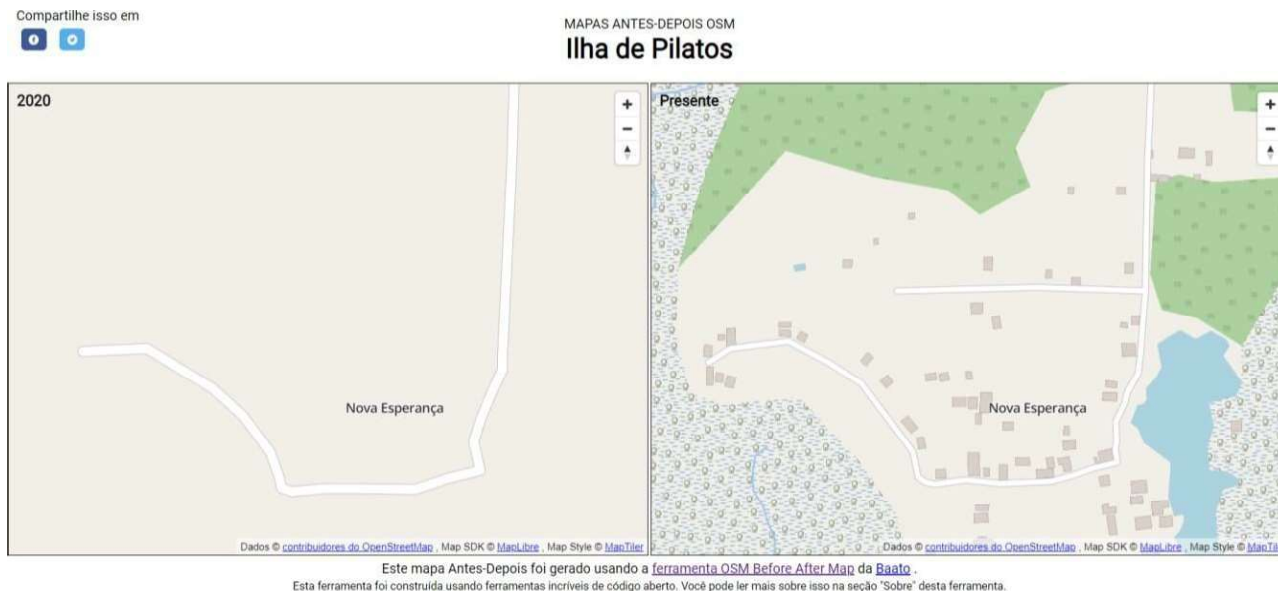 Compartilhe isso em
MAPAS ANTES-DEPOIS OSM
Ilha de Pilatos
2020
Nova Esperança
Dados © contribuidores do OpenStreetMap , Map SDK © MapLibre , Map Style © MapTiler
Presente
Nova Esperança
Dados © contribuidores do OpenStreetMap , Map SDK © MapLibre , Map Style © MapTil
Este mapa Antes-Depois foi gerado usando a ferramenta OSM Before After Map da Baato .
Esta ferramenta foi construída usando ferramentas incríveis de código aberto. Você pode ler mais sobre isso na seção "Sobre" desta ferramenta.